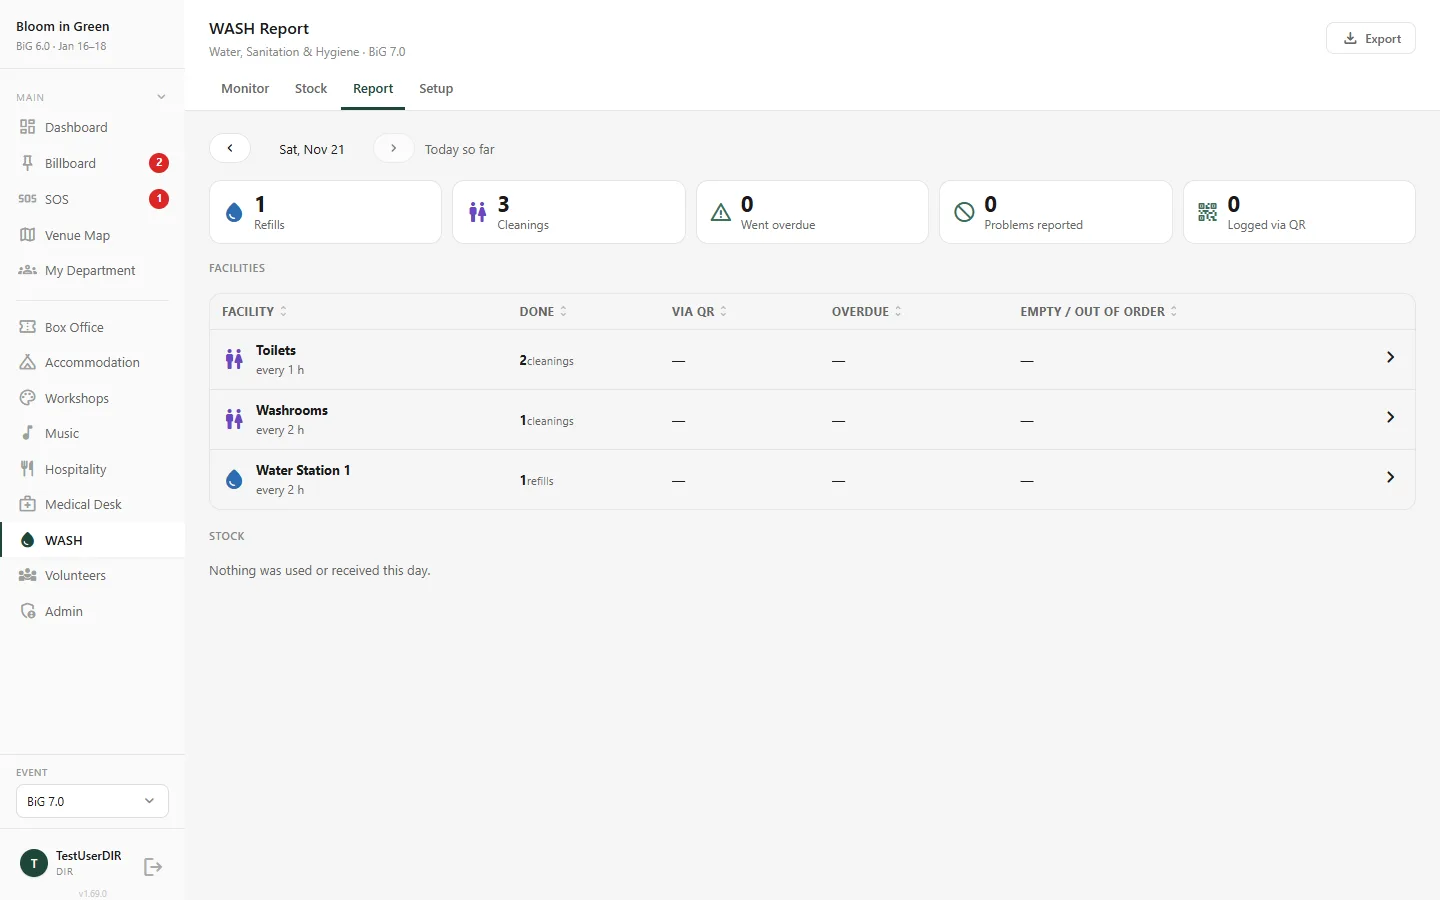 Bloom in Green
BiG 6.0 · Jan 16–18
MAIN
Dashboard
Billboard
2
SOS
SOS
1
Venue Map
My Department
Box Office
Accommodation
Workshops
Music
Hospitality
Medical Desk
WASH
Volunteers
Admin
EVENT
BiG 7.0
T
TestUserDIR
DIR
v1.69.0
WASH Report
Water, Sanitation & Hygiene · BiG 7.0
Export
Monitor
Stock
Report
Setup
Sat, Nov 21
Today so far
1
Refills
3
Cleanings
0
Went overdue
0
Problems reported
0
Logged via QR
FACILITIES
FACILITY
DONE
VIA QR
OVERDUE
EMPTY / OUT OF ORDER
Toilets
every 1 h
2cleanings
—
—
—
Washrooms
every 2 h
1cleanings
—
—
—
Water Station 1
every 2 h
1refills
—
—
—
STOCK
Nothing was used or received this day.